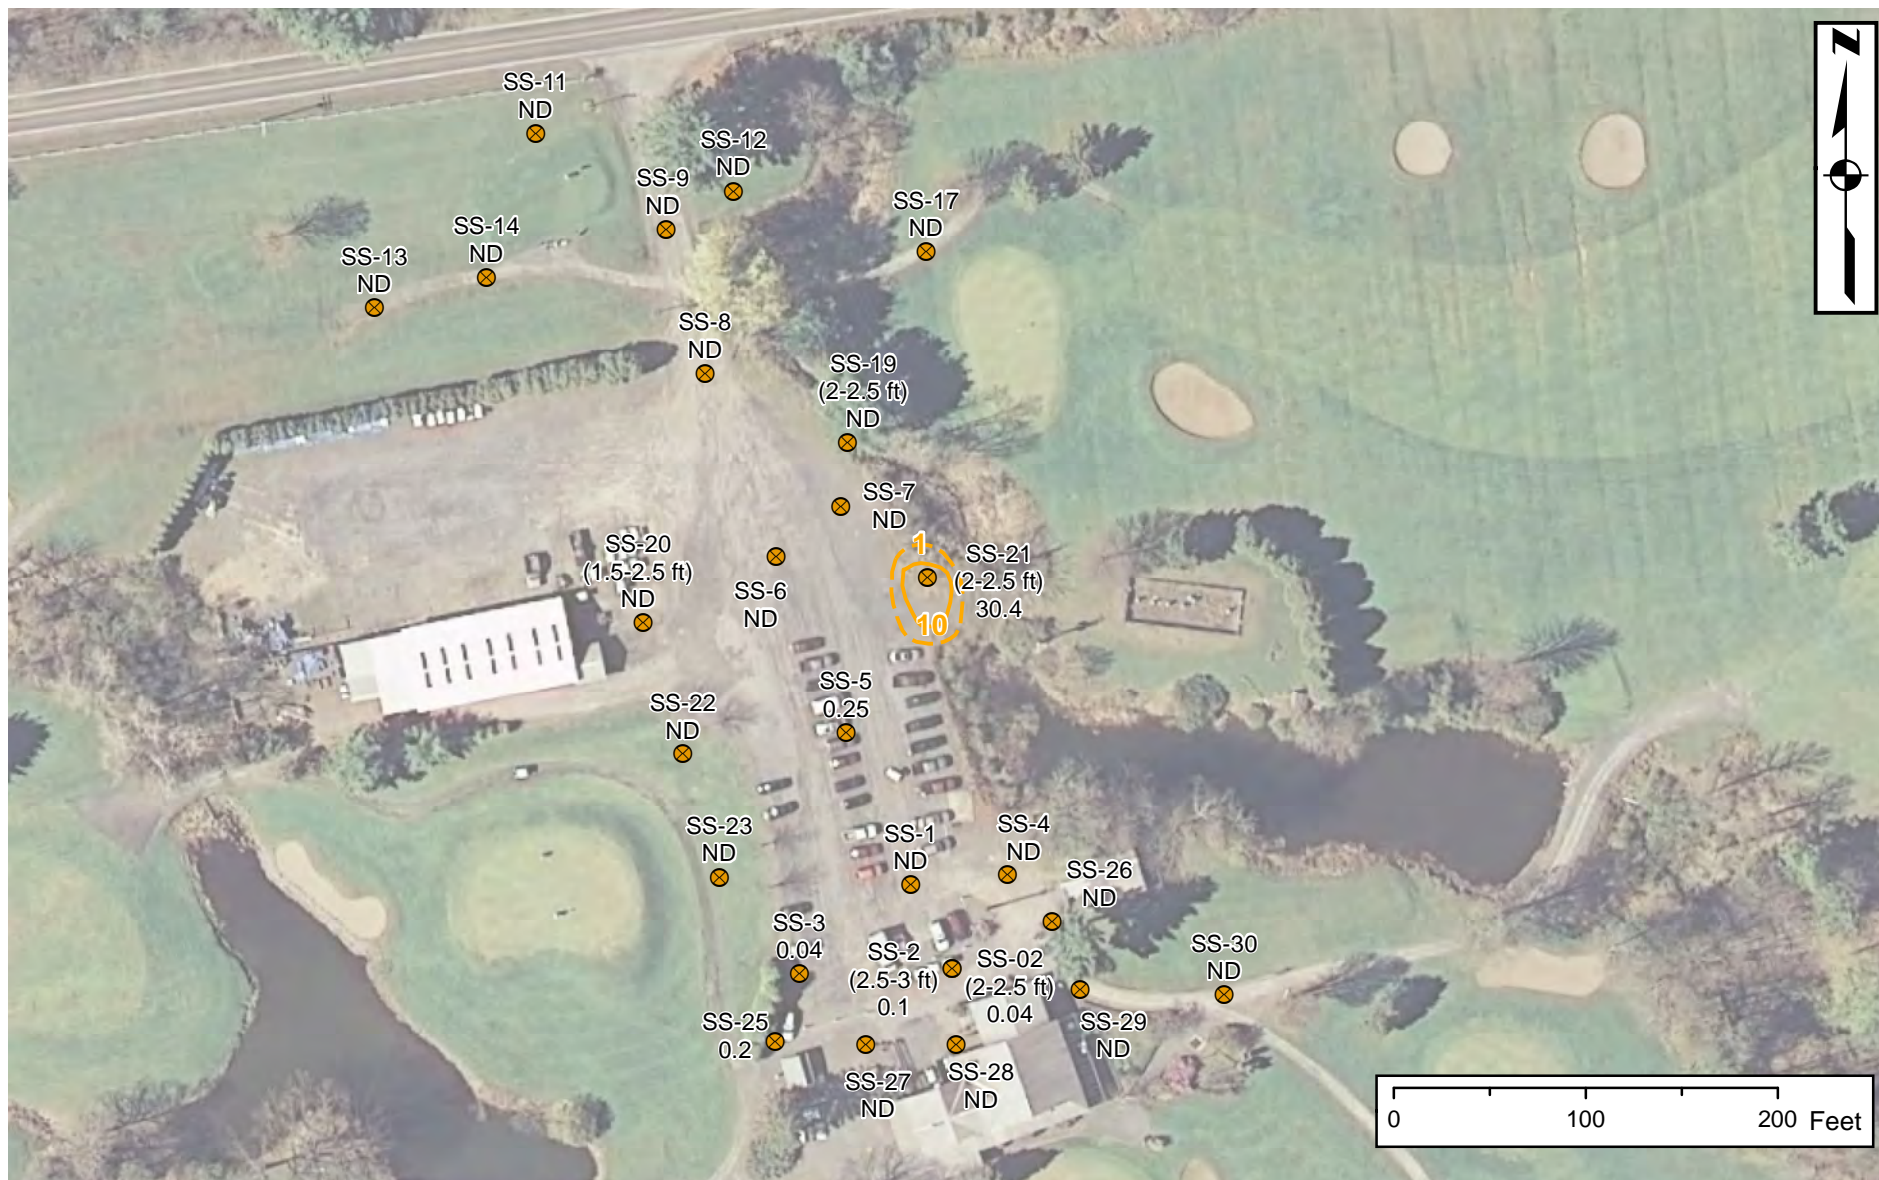 SS-11
ND
SS-12
ND
SS-9
ND
SS-17
ND
SS-14
ND
SS-13
ND
SS-8
ND
SS-19
(2-2.5 ft)
ND
SS-7
ND
SS-20
(1.5-2.5 ft)
ND
SS-6
ND
1
10
SS-21
(2-2.5 ft)
30.4
SS-5
0.25
SS-22
ND
SS-23
ND
SS-1
ND
SS-4
ND
SS-26
ND
SS-3
0.04
SS-2
(2.5-3 ft)
0.1
SS-02
(2-2.5 ft)
0.04
SS-30
ND
SS-25
0.2
SS-29
ND
SS-27
ND
SS-28
ND
N
0 100 200 Feet